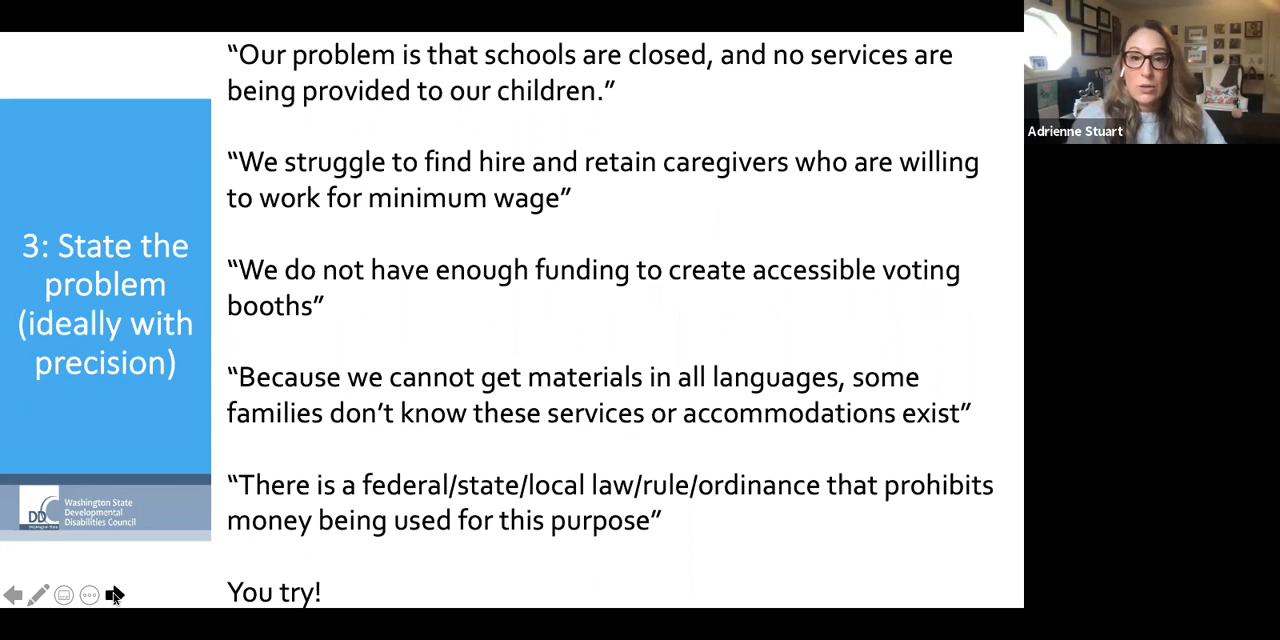 “Our problem is that schools are closed, and no services are
being provided to our children.”
“We struggle to find hire and retain caregivers who are willing
to work for minimum wage”
“We do not have enough funding to create accessible voting
booths”
“Because we cannot get materials in all languages, some
families don’t know these services or accommodations exist”
“There is a federal/state/local law/rule/ordinance that prohibits
money being used for this purpose”
You try!
3: State the
problem
(ideally with
precision)
DDC
Washington State
Developmental
Disabilities Council
Adrienne Stuart